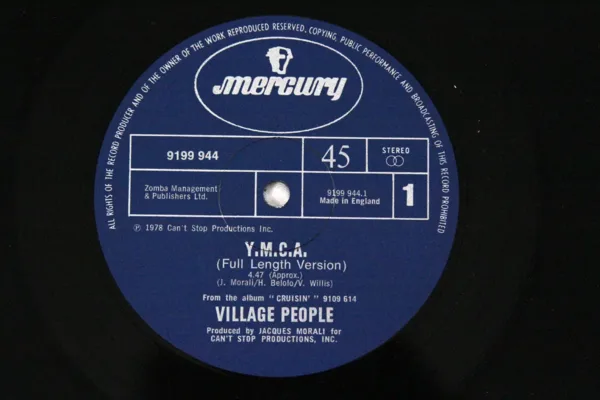 ALL RIGHTS OF THE RECORD PRODUCER AND OF THE OWNER OF THE WORK REPRODUCED RESERVED, COPYING, PUBLIC PERFORMANCE AND BROADCASTING OF THIS RECORD PROHIBITED
mercury
9199 944
45
STEREO
Zomba Management
& Publishers Ltd.
9199 944.1
Made in England
1
℗ 1978 Can't Stop Productions Inc.
Y.M.C.A.
(Full Length Version)
4.47 (Approx.)
(J. Morali/H. Belolo/V. Willis)
From the album "CRUISIN' " 9109 614
VILLAGE PEOPLE
Produced by JACQUES MORALI for
CAN'T STOP PRODUCTIONS, INC.